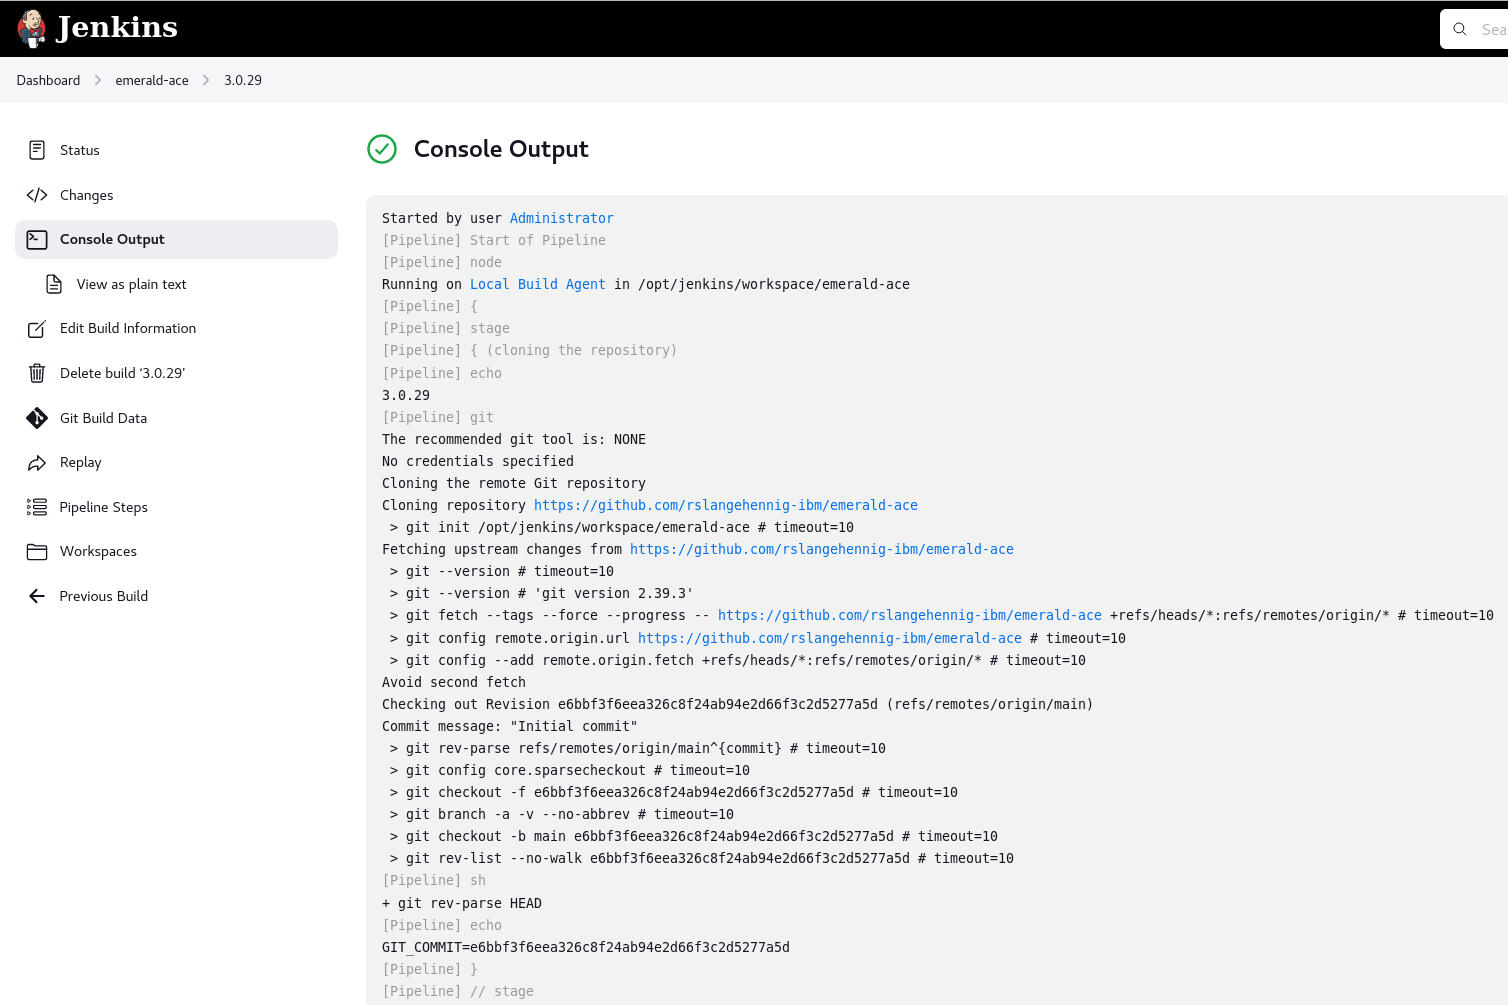 Jenkins
Sea
Dashboard > emerald-ace > 3.0.29
Status
Changes
Console Output
View as plain text
Edit Build Information
Delete build ‘3.0.29’
Git Build Data
Replay
Pipeline Steps
Workspaces
Previous Build
Console Output
Started by user Administrator
[Pipeline] Start of Pipeline
[Pipeline] node
Running on Local Build Agent in /opt/jenkins/workspace/emerald-ace
[Pipeline] {
[Pipeline] stage
[Pipeline] { (cloning the repository)
[Pipeline] echo
3.0.29
[Pipeline] git
The recommended git tool is: NONE
No credentials specified
Cloning the remote Git repository
Cloning repository https://github.com/rslangehennig-ibm/emerald-ace
 > git init /opt/jenkins/workspace/emerald-ace # timeout=10
Fetching upstream changes from https://github.com/rslangehennig-ibm/emerald-ace
 > git --version # timeout=10
 > git --version # 'git version 2.39.3'
 > git fetch --tags --force --progress -- https://github.com/rslangehennig-ibm/emerald-ace +refs/heads/*:refs/remotes/origin/* # timeout=10
 > git config remote.origin.url https://github.com/rslangehennig-ibm/emerald-ace # timeout=10
 > git config --add remote.origin.fetch +refs/heads/*:refs/remotes/origin/* # timeout=10
Avoid second fetch
Checking out Revision e6bbf3f6eea326c8f24ab94e2d66f3c2d5277a5d (refs/remotes/origin/main)
Commit message: "Initial commit"
 > git rev-parse refs/remotes/origin/main^{commit} # timeout=10
 > git config core.sparsecheckout # timeout=10
 > git checkout -f e6bbf3f6eea326c8f24ab94e2d66f3c2d5277a5d # timeout=10
 > git branch -a -v --no-abbrev # timeout=10
 > git checkout -b main e6bbf3f6eea326c8f24ab94e2d66f3c2d5277a5d # timeout=10
 > git rev-list --no-walk e6bbf3f6eea326c8f24ab94e2d66f3c2d5277a5d # timeout=10
[Pipeline] sh
+ git rev-parse HEAD
[Pipeline] echo
GIT_COMMIT=e6bbf3f6eea326c8f24ab94e2d66f3c2d5277a5d
[Pipeline] }
[Pipeline] // stage